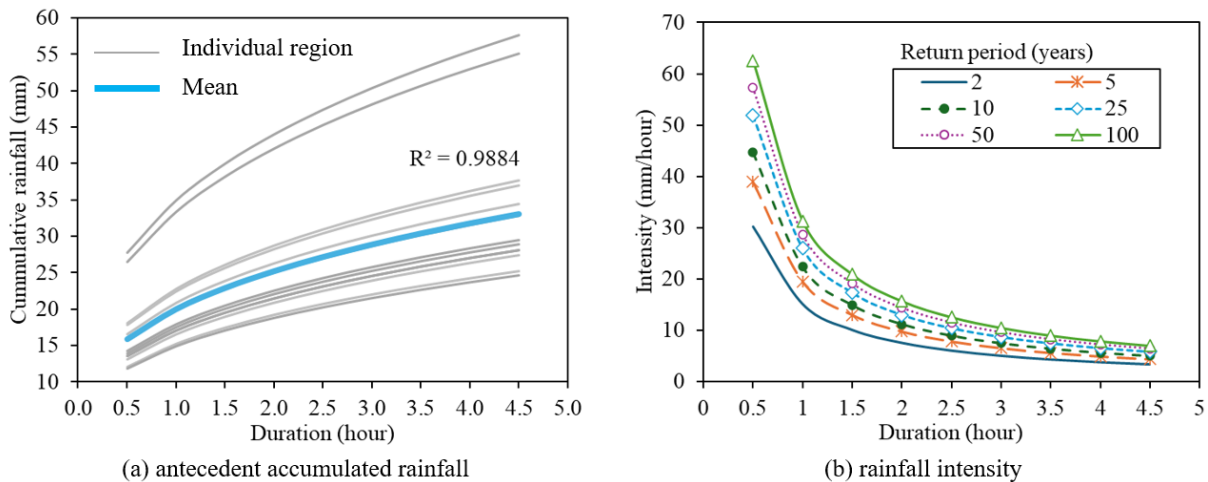 60
55
50
45
40
35
30
25
20
15
10
Cummulative rainfall (mm)
Individual region
Mean
R² = 0.9884
0.0 0.5 1.0 1.5 2.0 2.5 3.0 3.5 4.0 4.5 5.0
Duration (hour)
(a) antecedent accumulated rainfall
70
60
50
40
30
20
10
0
Intensity (mm/hour)
Return period (years)
2 5
10 25
50 100
0 0.5 1 1.5 2 2.5 3 3.5 4 4.5 5
Duration (hour)
(b) rainfall intensity